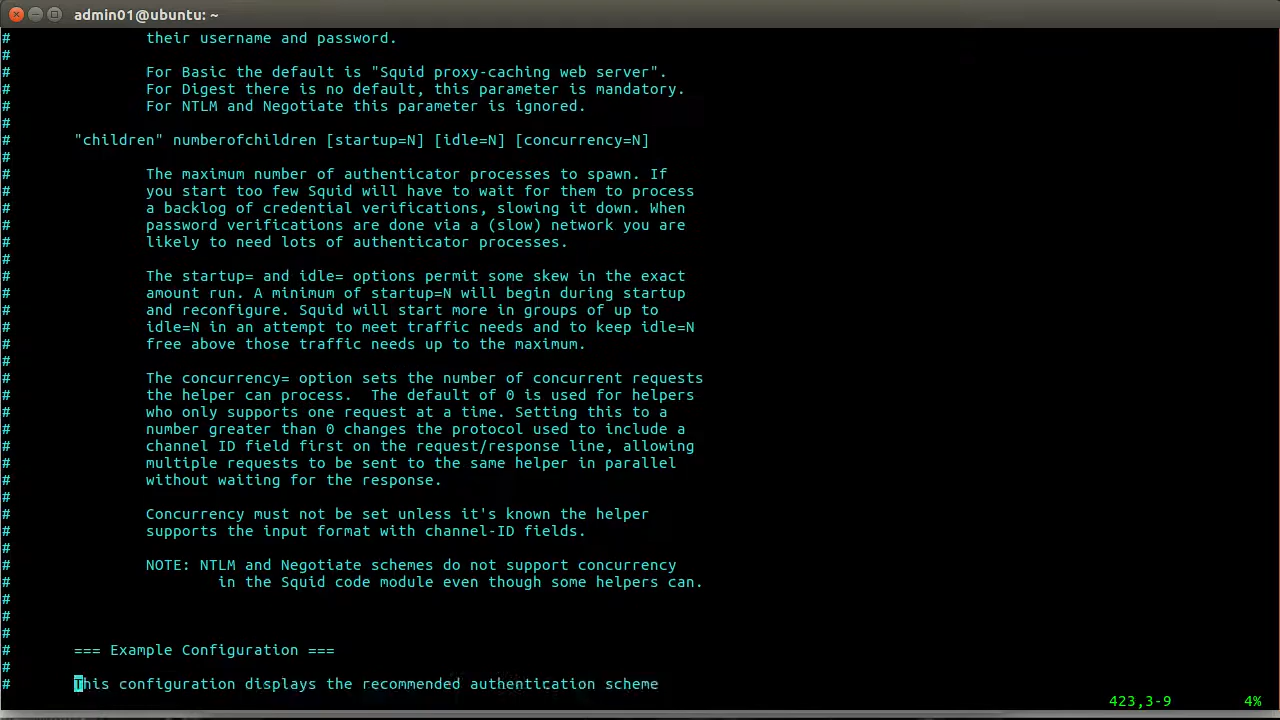 admin01@ubuntu: ~
# their username and password.
#
# For Basic the default is "Squid proxy-caching web server".
# For Digest there is no default, this parameter is mandatory.
# For NTLM and Negotiate this parameter is ignored.
#
# "children" numberofchildren [startup=N] [idle=N] [concurrency=N]
#
# The maximum number of authenticator processes to spawn. If
# you start too few Squid will have to wait for them to process
# a backlog of credential verifications, slowing it down. When
# password verifications are done via a (slow) network you are
# likely to need lots of authenticator processes.
#
# The startup= and idle= options permit some skew in the exact
# amount run. A minimum of startup=N will begin during startup
# and reconfigure. Squid will start more in groups of up to
# idle=N in an attempt to meet traffic needs and to keep idle=N
# free above those traffic needs up to the maximum.
#
# The concurrency= option sets the number of concurrent requests
# the helper can process.  The default of 0 is used for helpers
# who only supports one request at a time. Setting this to a
# number greater than 0 changes the protocol used to include a
# channel ID field first on the request/response line, allowing
# multiple requests to be sent to the same helper in parallel
# without waiting for the response.
#
# Concurrency must not be set unless it's known the helper
# supports the input format with channel-ID fields.
#
# NOTE: NTLM and Negotiate schemes do not support concurrency
# in the Squid code module even though some helpers can.
#
#
#
# === Example Configuration ===
#
# This configuration displays the recommended authentication scheme
423,3-9 4%